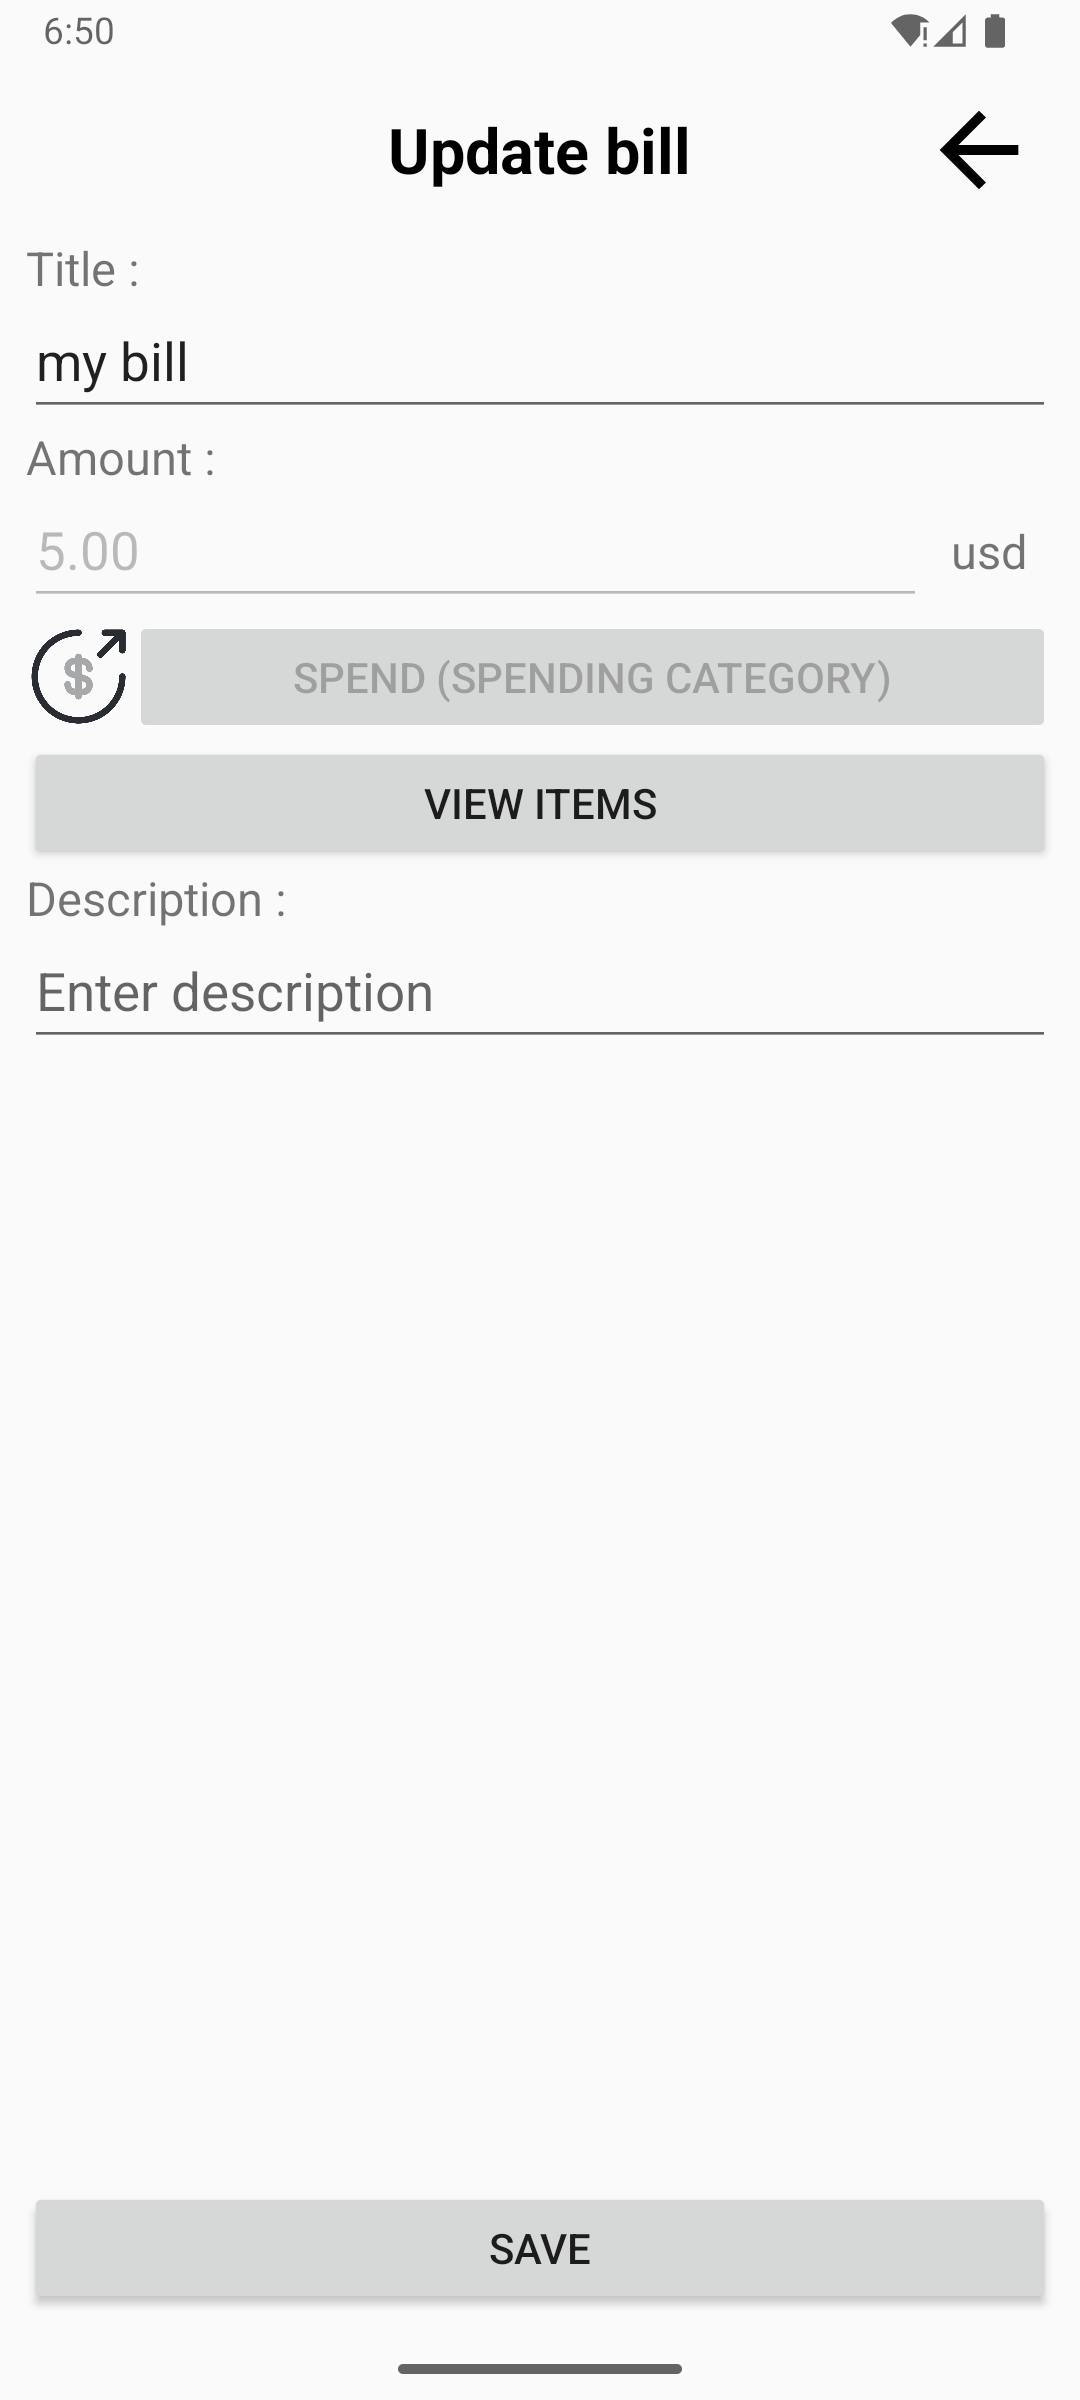 6:50
Update bill
Title :
my bill
Amount :
5.00 usd
$ SPEND (SPENDING CATEGORY)
VIEW ITEMS
Description :
Enter description
SAVE